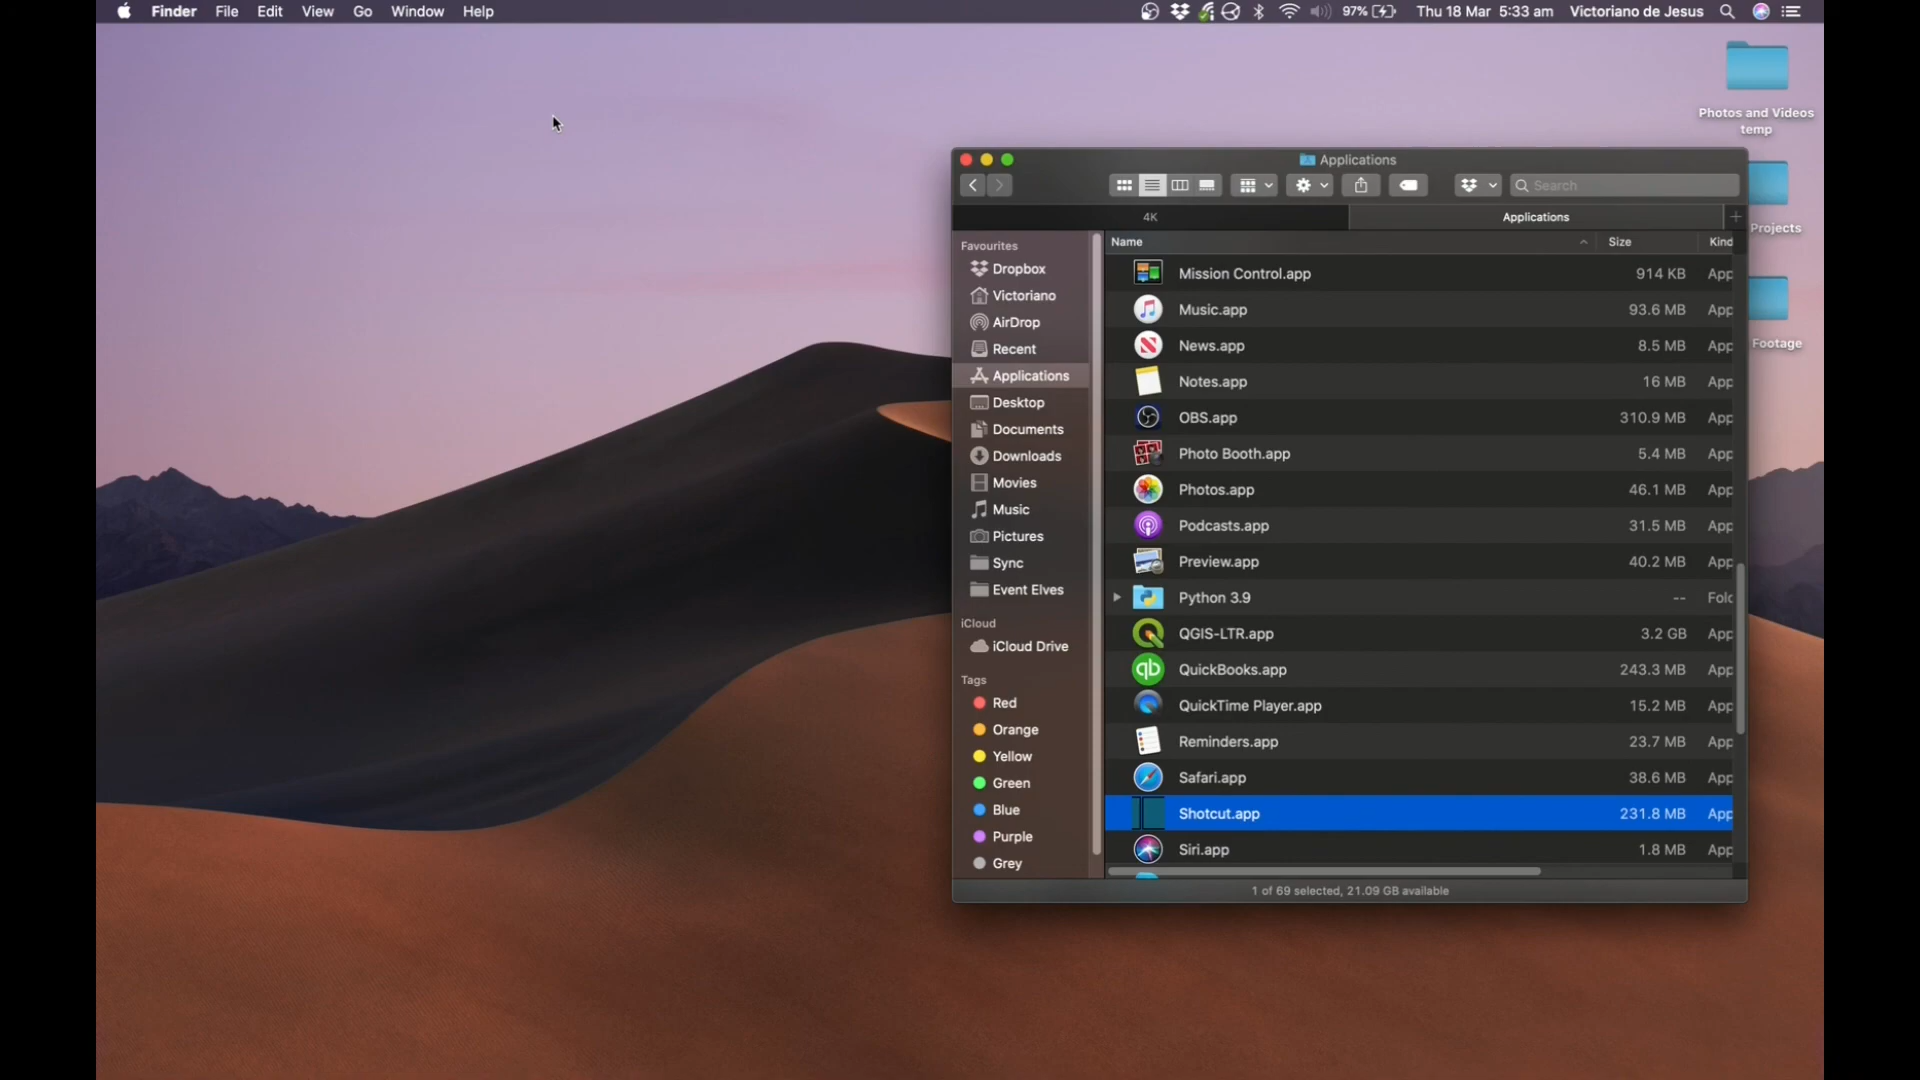 Finder File Edit View Go Window Help 97% Thu 18 Mar 5:33 am Victoriano de Jesus
Photos and Videos
temp
Projects
Footage
Applications
Search
4K
Applications
Name Size Kind
Favourites
Dropbox
Victoriano
AirDrop
Recent
Applications
Desktop
Documents
Downloads
Movies
Music
Pictures
Sync
Event Elves
iCloud
iCloud Drive
Tags
Red
Orange
Yellow
Green
Blue
Purple
Grey
Mission Control.app 914 KB App
Music.app 93.6 MB App
News.app 8.5 MB App
Notes.app 16 MB App
OBS.app 310.9 MB App
Photo Booth.app 5.4 MB App
Photos.app 46.1 MB App
Podcasts.app 31.5 MB App
Preview.app 40.2 MB App
Python 3.9 -- Fold
QGIS-LTR.app 3.2 GB App
QuickBooks.app 243.3 MB App
QuickTime Player.app 15.2 MB App
Reminders.app 23.7 MB App
Safari.app 38.6 MB App
Shotcut.app 231.8 MB App
Siri.app 1.8 MB App
1 of 69 selected, 21.09 GB available